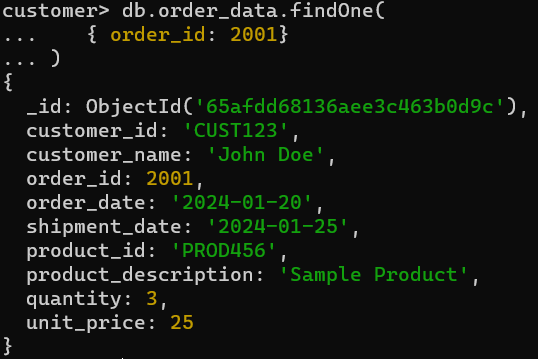 customer> db.order_data.findOne(
...    { order_id: 2001}
... )
{
  _id: ObjectId('65afdd68136aee3c463b0d9c'),
  customer_id: 'CUST123',
  customer_name: 'John Doe',
  order_id: 2001,
  order_date: '2024-01-20',
  shipment_date: '2024-01-25',
  product_id: 'PROD456',
  product_description: 'Sample Product',
  quantity: 3,
  unit_price: 25
}